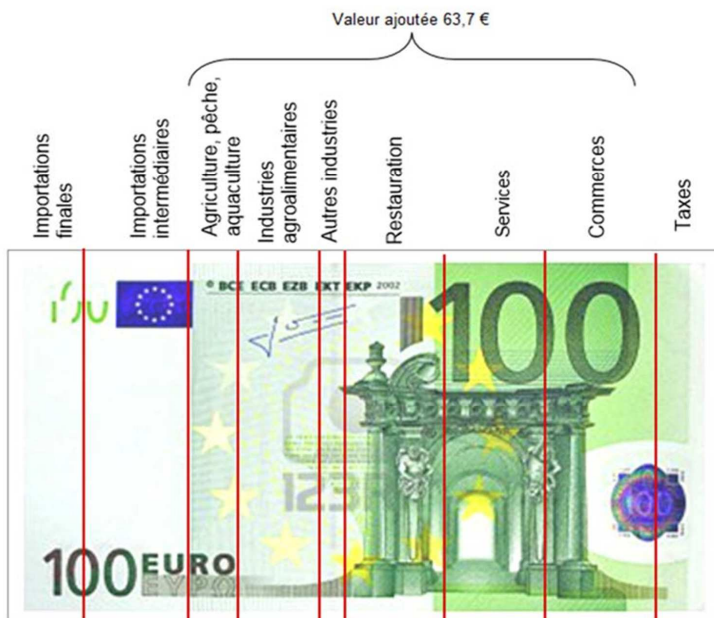 Valeur ajoutée 63,7 €
Importations
finales
Importations
intermédiaires
Agriculture, pêche,
aquaculture
Industries
agroalimentaires
Autres industries
Restauration
Services
Commerces
Taxes
© BCE ECB EZB EKT EKP 2002
100
123R
100 EURO
ΕΥΡΩ